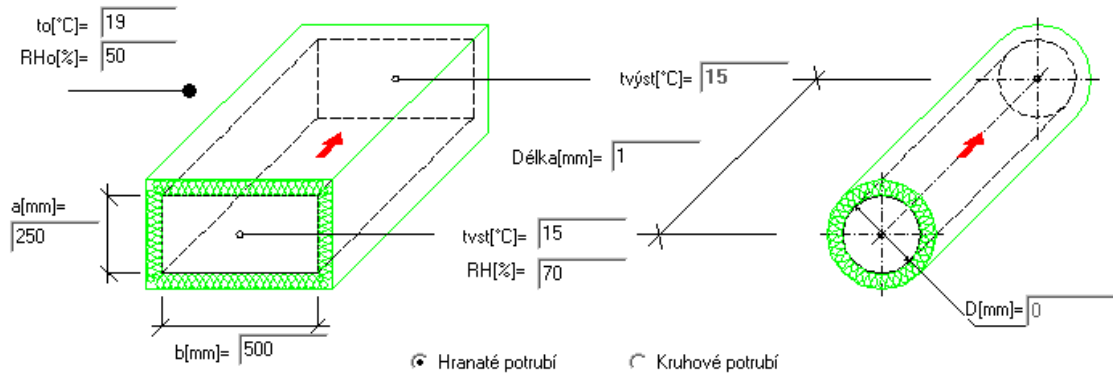 to[°C]= 19
RHo[%]= 50
tvýst[°C]= 15
Délka[mm]= 1
a[mm]=
250
tvst[°C]= 15
RH[%]= 70
D[mm]= 0
b[mm]= 500
Hranaté potrubí
Kruhové potrubí